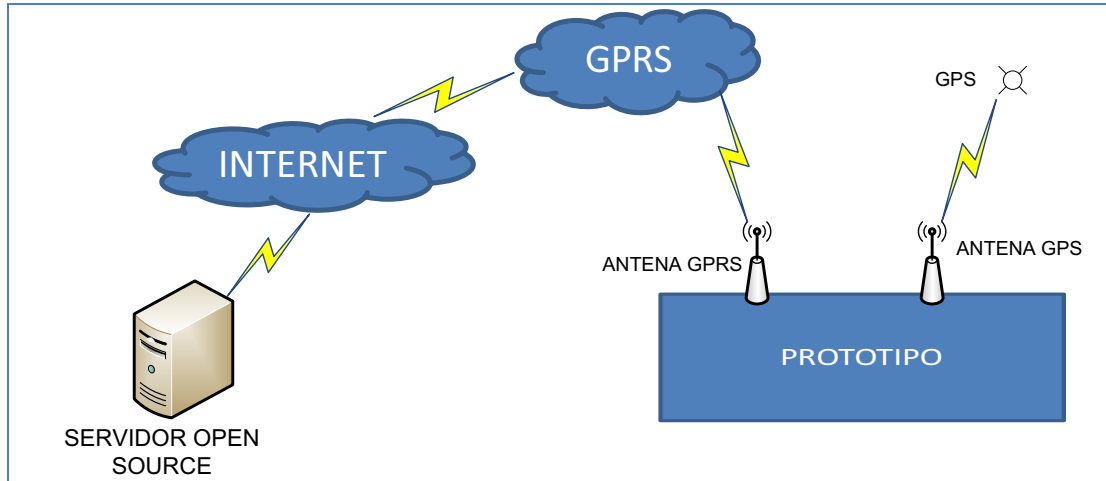 GPRS
GPS
INTERNET
ANTENA GPRS
ANTENA GPS
PROTOTIPO
SERVIDOR OPEN
SOURCE